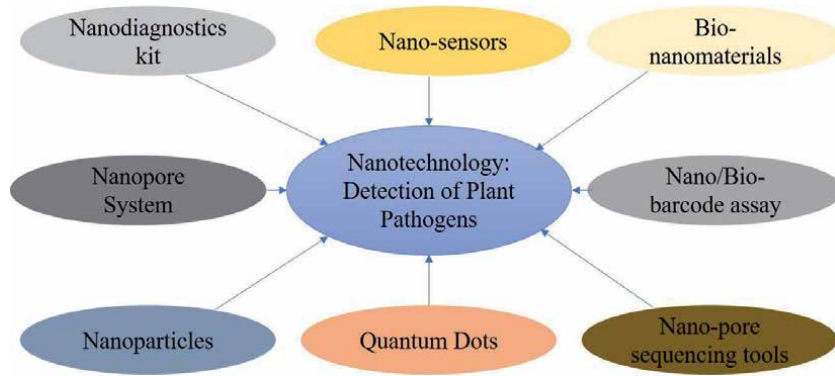 Nanodiagnostics
kit
Nano-sensors
Bio-
nanomaterials
Nanopore
System
Nanotechnology:
Detection of Plant
Pathogens
Nano/Bio-
barcode assay
Nanoparticles
Quantum Dots
Nano-pore
sequencing tools